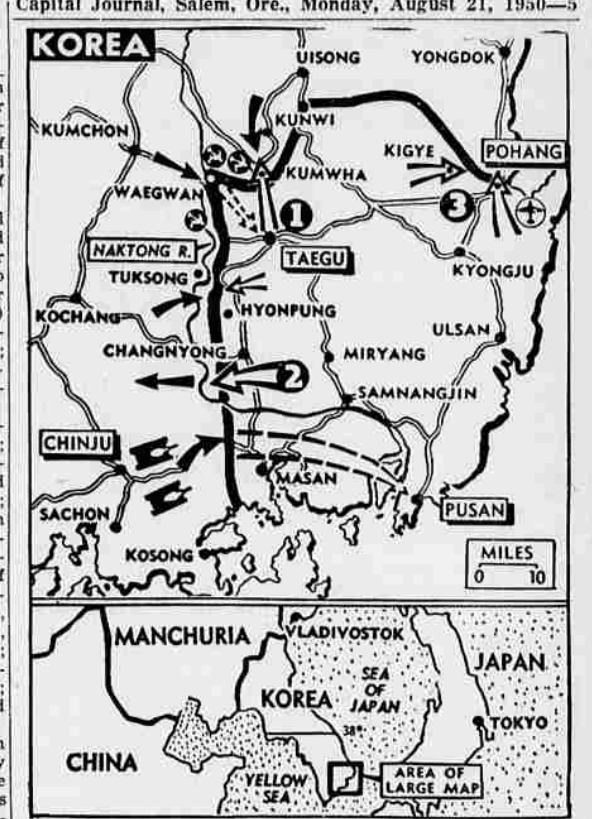 Capital Journal, Salem, Ore., Monday, August 21, 1950—5
KOREA
UISONG
YONGDOK
KUMCHON
KUNWI
WAEGWAN
KUMWHA
KIGYE
POHANG
1
3
NAKTONG R.
TAEGU
TUKSONG
KYONGJU
KOCHANG
HYONPUNG
ULSAN
CHANGNYONG
MIRYANG
2
SAMNANGJIN
CHINJU
MASAN
SACHON
PUSAN
KOSONG
MILES
0 10
MANCHURIA
VLADIVOSTOK
JAPAN
KOREA
SEA
OF
JAPAN
38°
TOKYO
CHINA
YELLOW
SEA
AREA OF
LARGE MAP